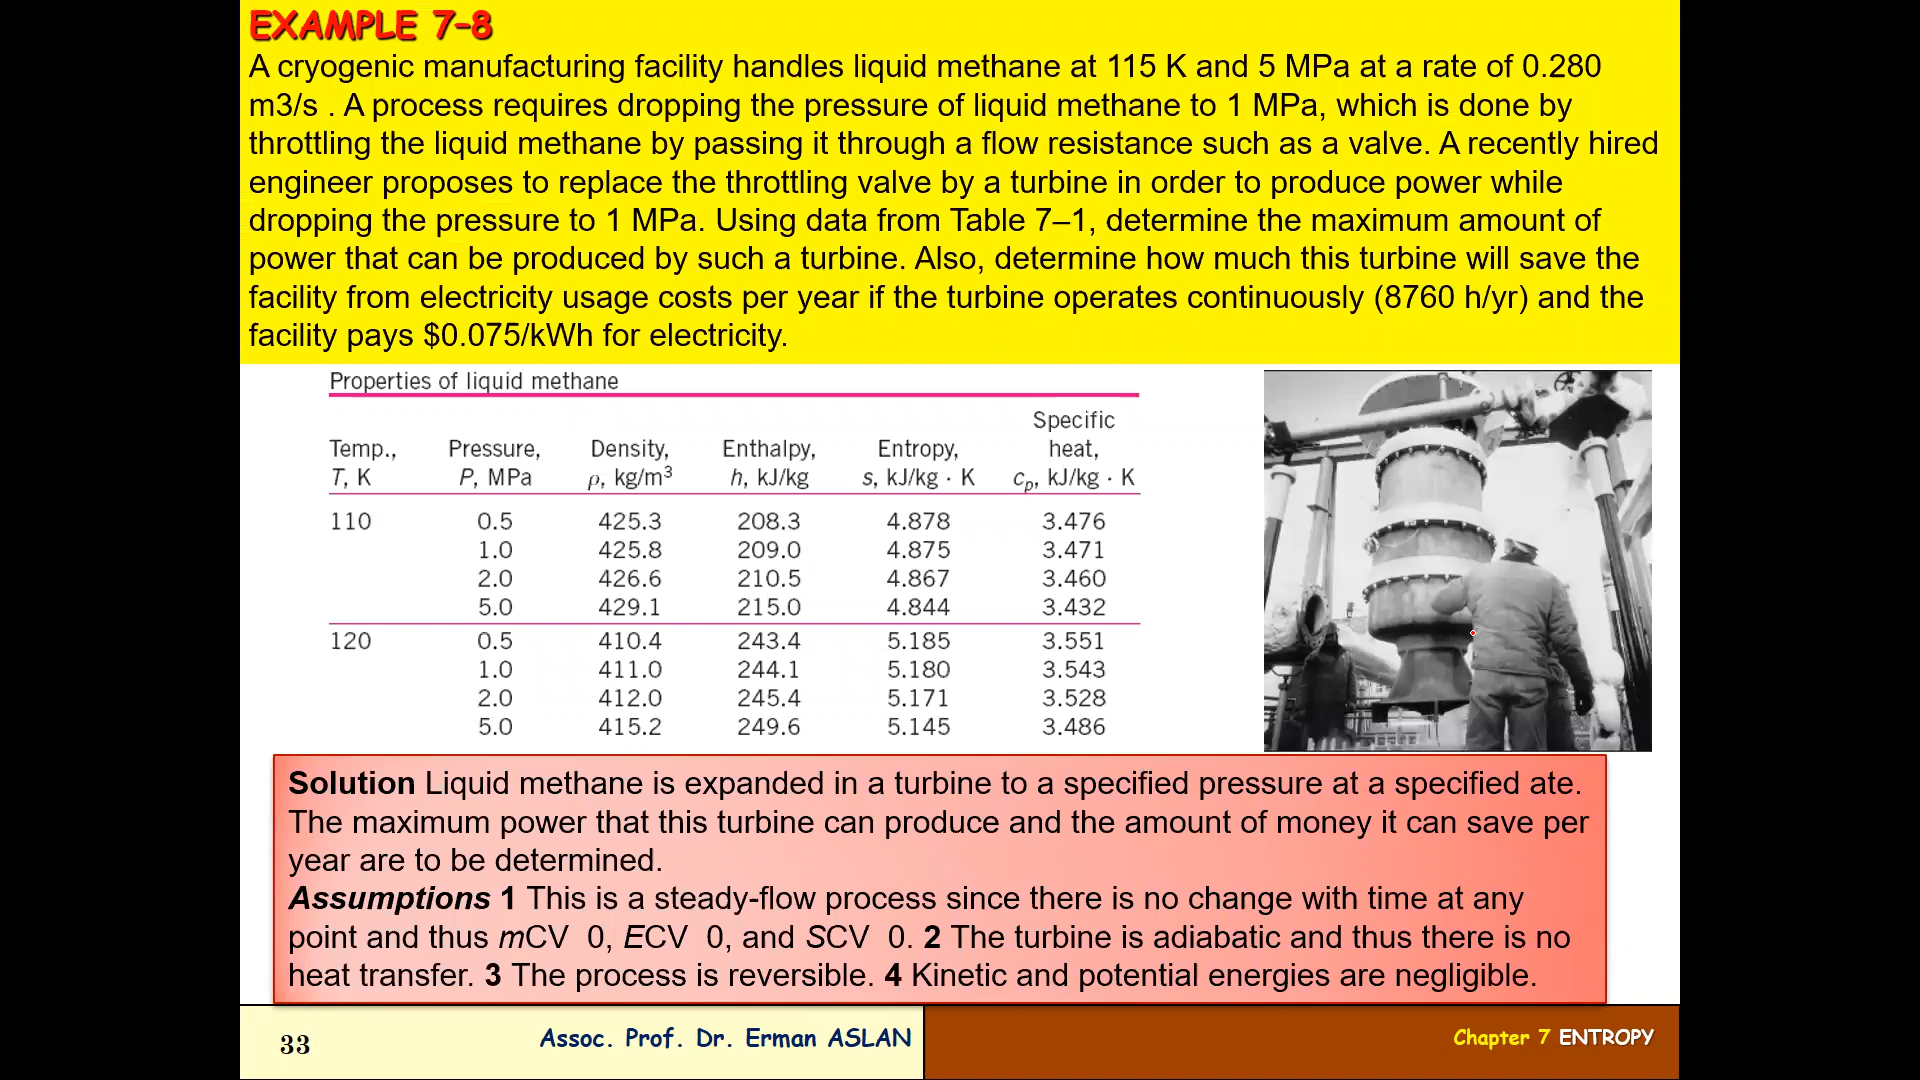 EXAMPLE 7-8
A cryogenic manufacturing facility handles liquid methane at 115 K and 5 MPa at a rate of 0.280
m3/s . A process requires dropping the pressure of liquid methane to 1 MPa, which is done by
throttling the liquid methane by passing it through a flow resistance such as a valve. A recently hired
engineer proposes to replace the throttling valve by a turbine in order to produce power while
dropping the pressure to 1 MPa. Using data from Table 7–1, determine the maximum amount of
power that can be produced by such a turbine. Also, determine how much this turbine will save the
facility from electricity usage costs per year if the turbine operates continuously (8760 h/yr) and the
facility pays $0.075/kWh for electricity.
Properties of liquid methane
Specific
Temp., Pressure, Density, Enthalpy, Entropy, heat,
T, K P, MPa ρ, kg/m³ h, kJ/kg s, kJ/kg · K cp, kJ/kg · K
110 0.5 425.3 208.3 4.878 3.476
1.0 425.8 209.0 4.875 3.471
2.0 426.6 210.5 4.867 3.460
5.0 429.1 215.0 4.844 3.432
120 0.5 410.4 243.4 5.185 3.551
1.0 411.0 244.1 5.180 3.543
2.0 412.0 245.4 5.171 3.528
5.0 415.2 249.6 5.145 3.486
Solution Liquid methane is expanded in a turbine to a specified pressure at a specified ate.
The maximum power that this turbine can produce and the amount of money it can save per
year are to be determined.
Assumptions 1 This is a steady-flow process since there is no change with time at any
point and thus mCV 0, ECV 0, and SCV 0. 2 The turbine is adiabatic and thus there is no
heat transfer. 3 The process is reversible. 4 Kinetic and potential energies are negligible.
33 Assoc. Prof. Dr. Erman ASLAN Chapter 7 ENTROPY